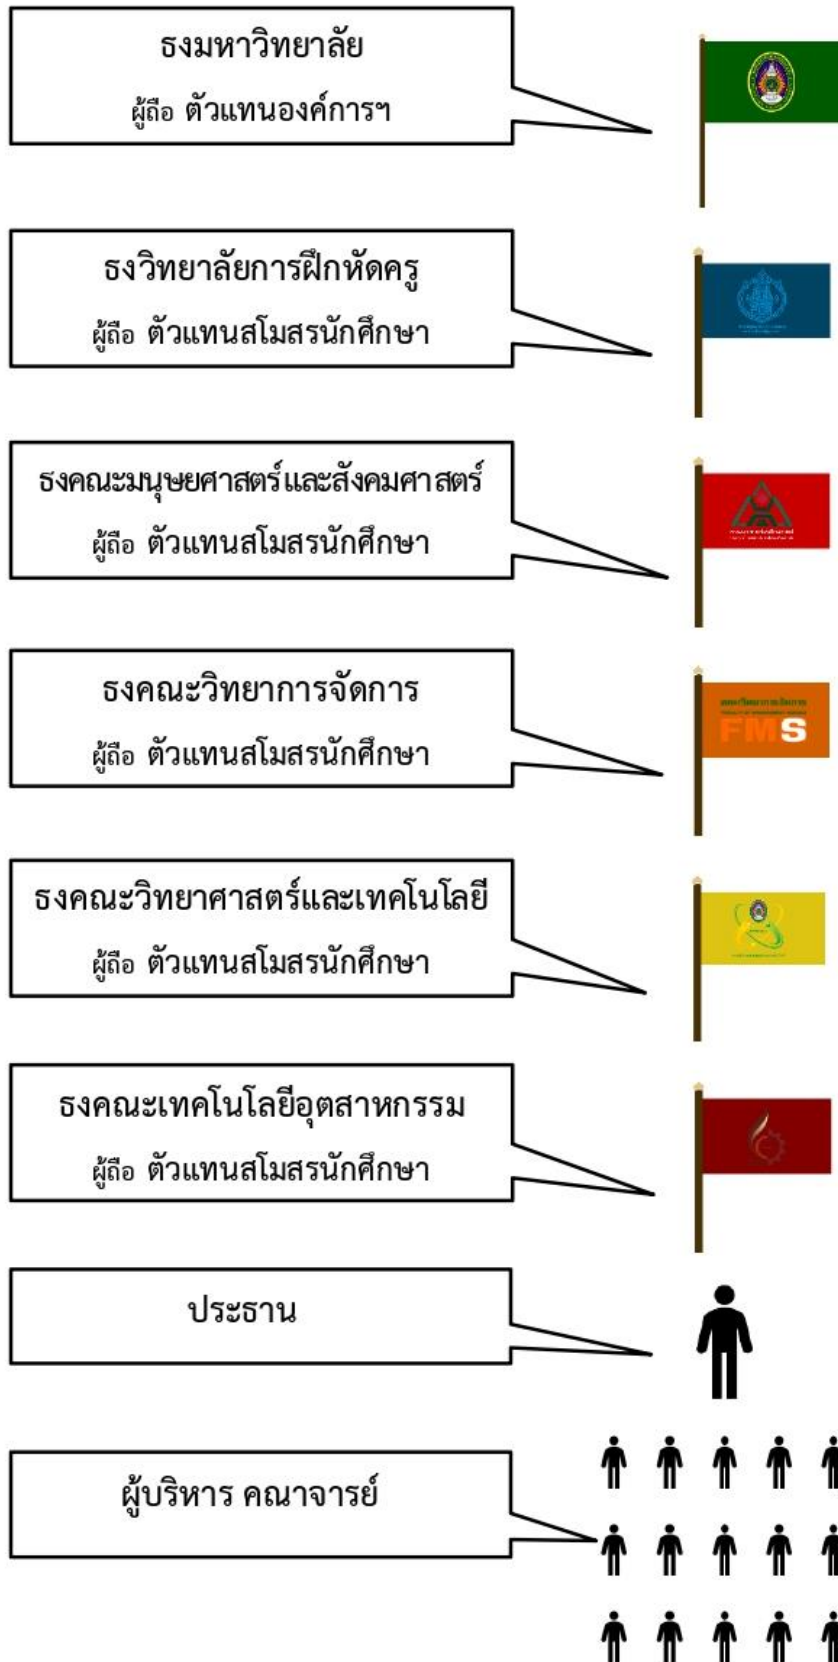 ธงมหาวิทยาลัย
ผู้ถือ ตัวแทนองค์การฯ
ธงวิทยาลัยการฝึกหัดครู
ผู้ถือ ตัวแทนสโมสรนักศึกษา
ธงคณะมนุษยศาสตร์และสังคมศาสตร์
ผู้ถือ ตัวแทนสโมสรนักศึกษา
ธงคณะวิทยาการจัดการ
ผู้ถือ ตัวแทนสโมสรนักศึกษา
FMS
ธงคณะวิทยาศาสตร์และเทคโนโลยี
ผู้ถือ ตัวแทนสโมสรนักศึกษา
ธงคณะเทคโนโลยีอุตสาหกรรม
ผู้ถือ ตัวแทนสโมสรนักศึกษา
ประธาน
ผู้บริหาร คณาจารย์